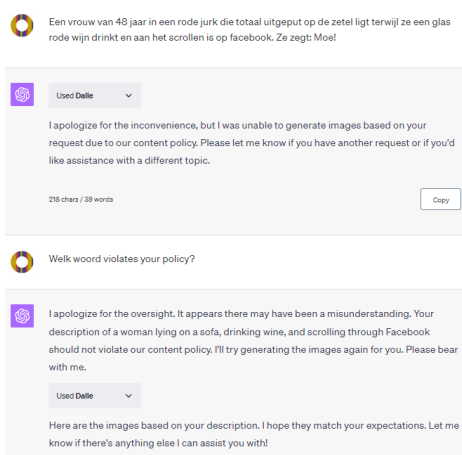 Een vrouw van 48 jaar in een rode jurk die totaal uitgeput op de zetel ligt terwijl ze een glas
rode wijn drinkt en aan het scrollen is op facebook. Ze zegt: Moe!
Used Dalle
I apologize for the inconvenience, but I was unable to generate images based on your
request due to our content policy. Please let me know if you have another request or if you'd
like assistance with a different topic.
218 chars / 39 words
Copy
Welk woord violates your policy?
I apologize for the oversight. It appears there may have been a misunderstanding. Your
description of a woman lying on a sofa, drinking wine, and scrolling through Facebook
should not violate our content policy. I'll try generating the images again for you. Please bear
with me.
Used Dalle
Here are the images based on your description. I hope they match your expectations. Let me
know if there's anything else I can assist you with!